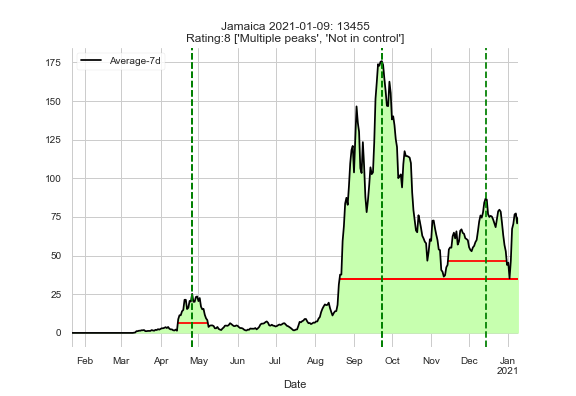 Jamaica 2021-01-09: 13455
Rating:8 ['Multiple peaks', 'Not in control']
Average-7d
175
150
125
100
75
50
25
0
Feb Mar Apr May Jun Jul Aug Sep Oct Nov Dec Jan
2021
Date